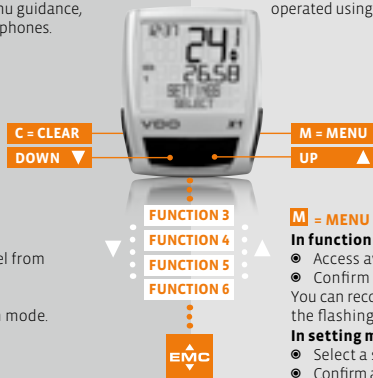 nu guidance,
phones.
operated using
12:37
24!
26.58
SETTINGS
SELECT
VDO X1
C = CLEAR
DOWN ▼
M = MENU
UP ▲
FUNCTION 3
FUNCTION 4
FUNCTION 5
FUNCTION 6
EMC
el from
mode.
M = MENU
In function
Access a
Confirm
You can reco
the flashing
In setting m
Select a s
Confirm a